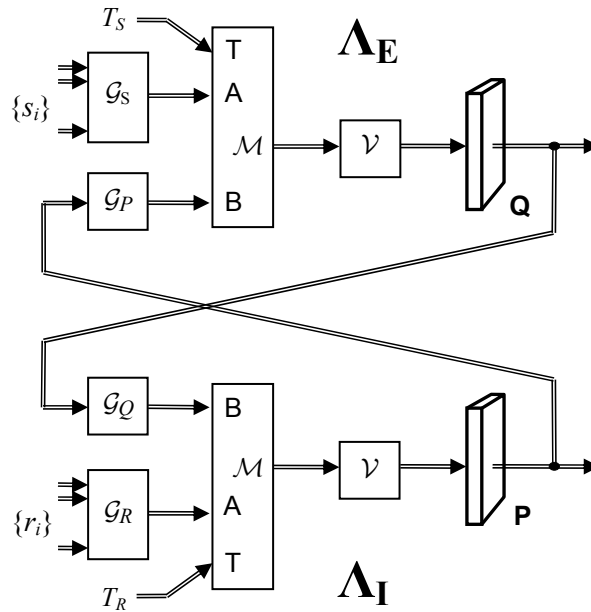 T_S
Λ_E
T
{s_i}
𝒢_S
A
ℳ
𝒱
𝒢_P
B
Q
𝒢_Q
B
ℳ
𝒱
{r_i}
𝒢_R
A
P
T
T_R
Λ_I